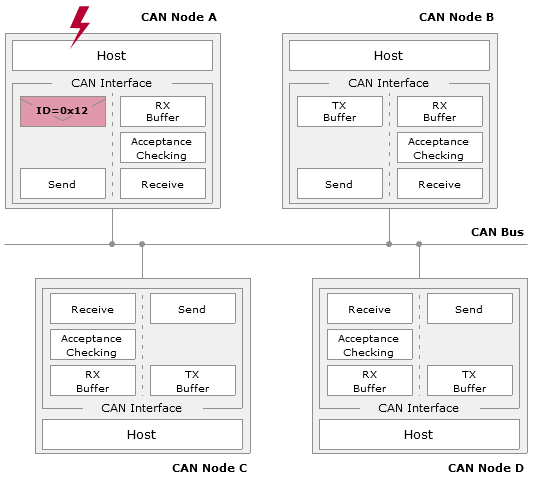 CAN Node A
Host
CAN Interface
ID=0x12
RX
Buffer
Acceptance
Checking
Send
Receive
CAN Node B
Host
CAN Interface
TX
Buffer
RX
Buffer
Acceptance
Checking
Send
Receive
CAN Bus
Receive
Send
Acceptance
Checking
RX
Buffer
TX
Buffer
CAN Interface
Host
CAN Node C
Receive
Send
Acceptance
Checking
RX
Buffer
TX
Buffer
CAN Interface
Host
CAN Node D